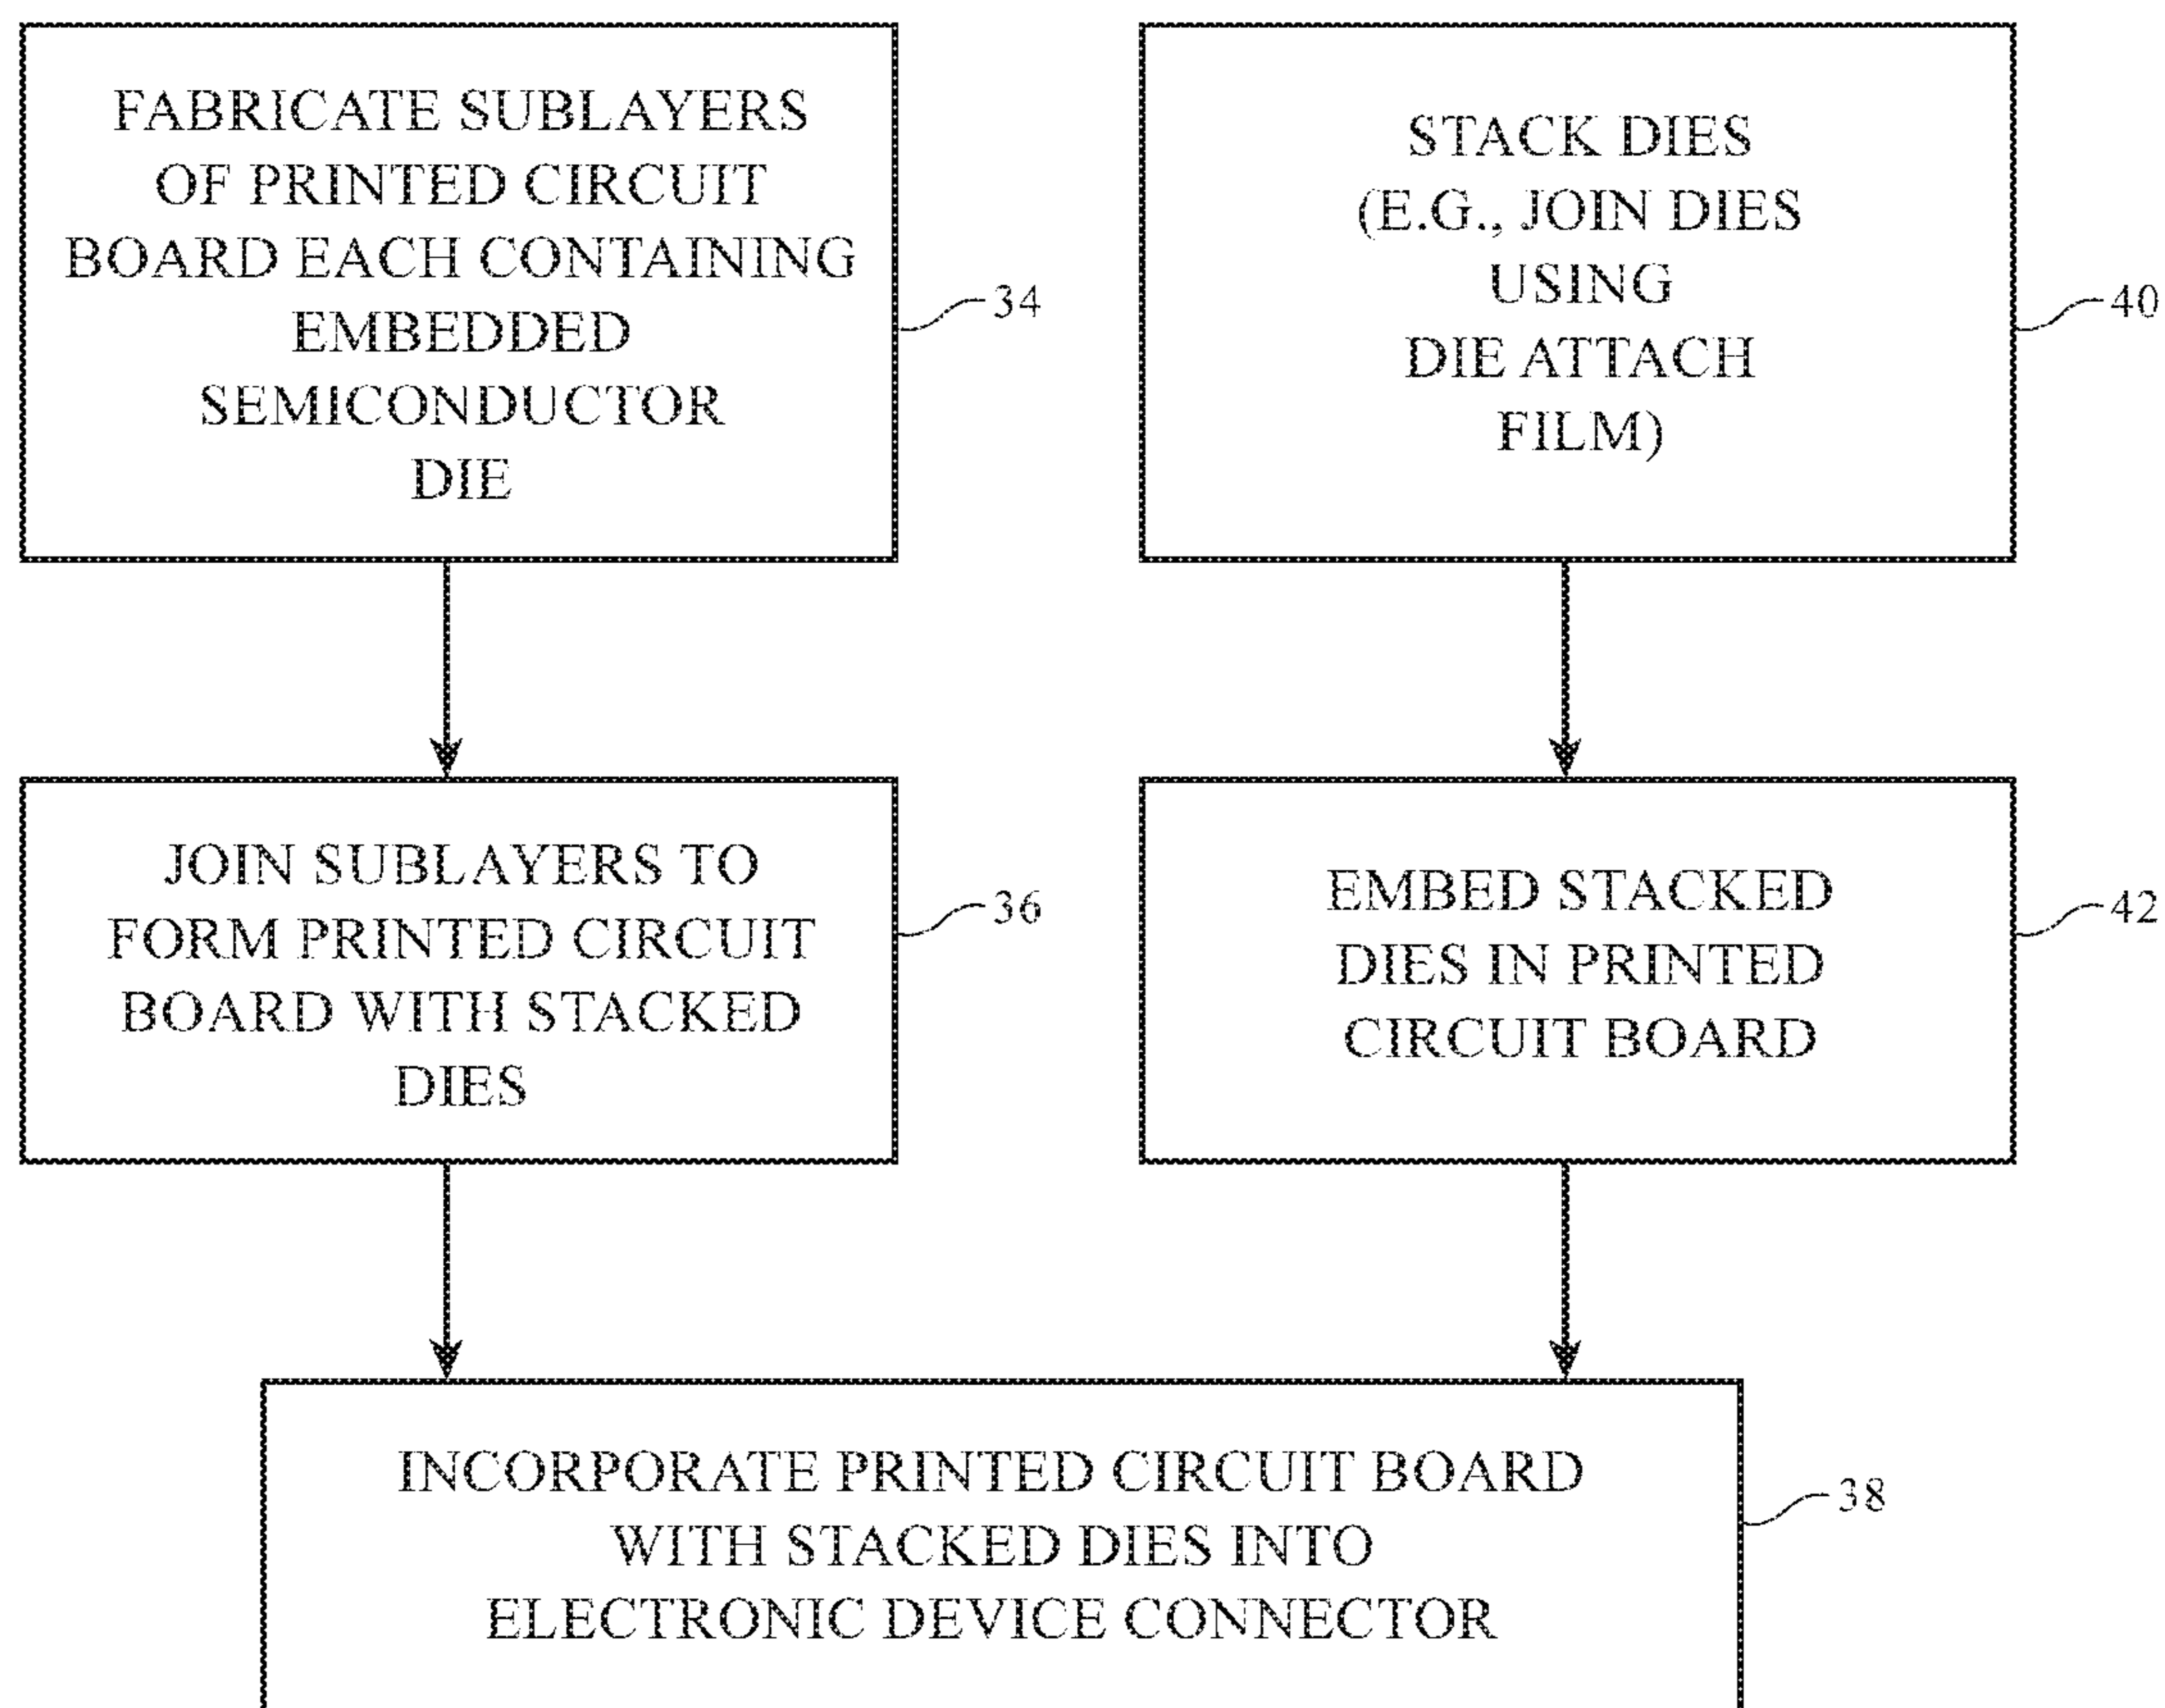 FABRICATE SUBLAYERS
OF PRINTED CIRCUIT
BOARD EACH CONTAINING
EMBEDDED
SEMICONDUCTOR
DIE
34
STACK DIES
(E.G., JOIN DIES
USING
DIE ATTACH
FILM)
40
JOIN SUBLAYERS TO
FORM PRINTED CIRCUIT
BOARD WITH STACKED
DIES
36
EMBED STACKED
DIES IN PRINTED
CIRCUIT BOARD
42
INCORPORATE PRINTED CIRCUIT BOARD
WITH STACKED DIES INTO
ELECTRONIC DEVICE CONNECTOR
38